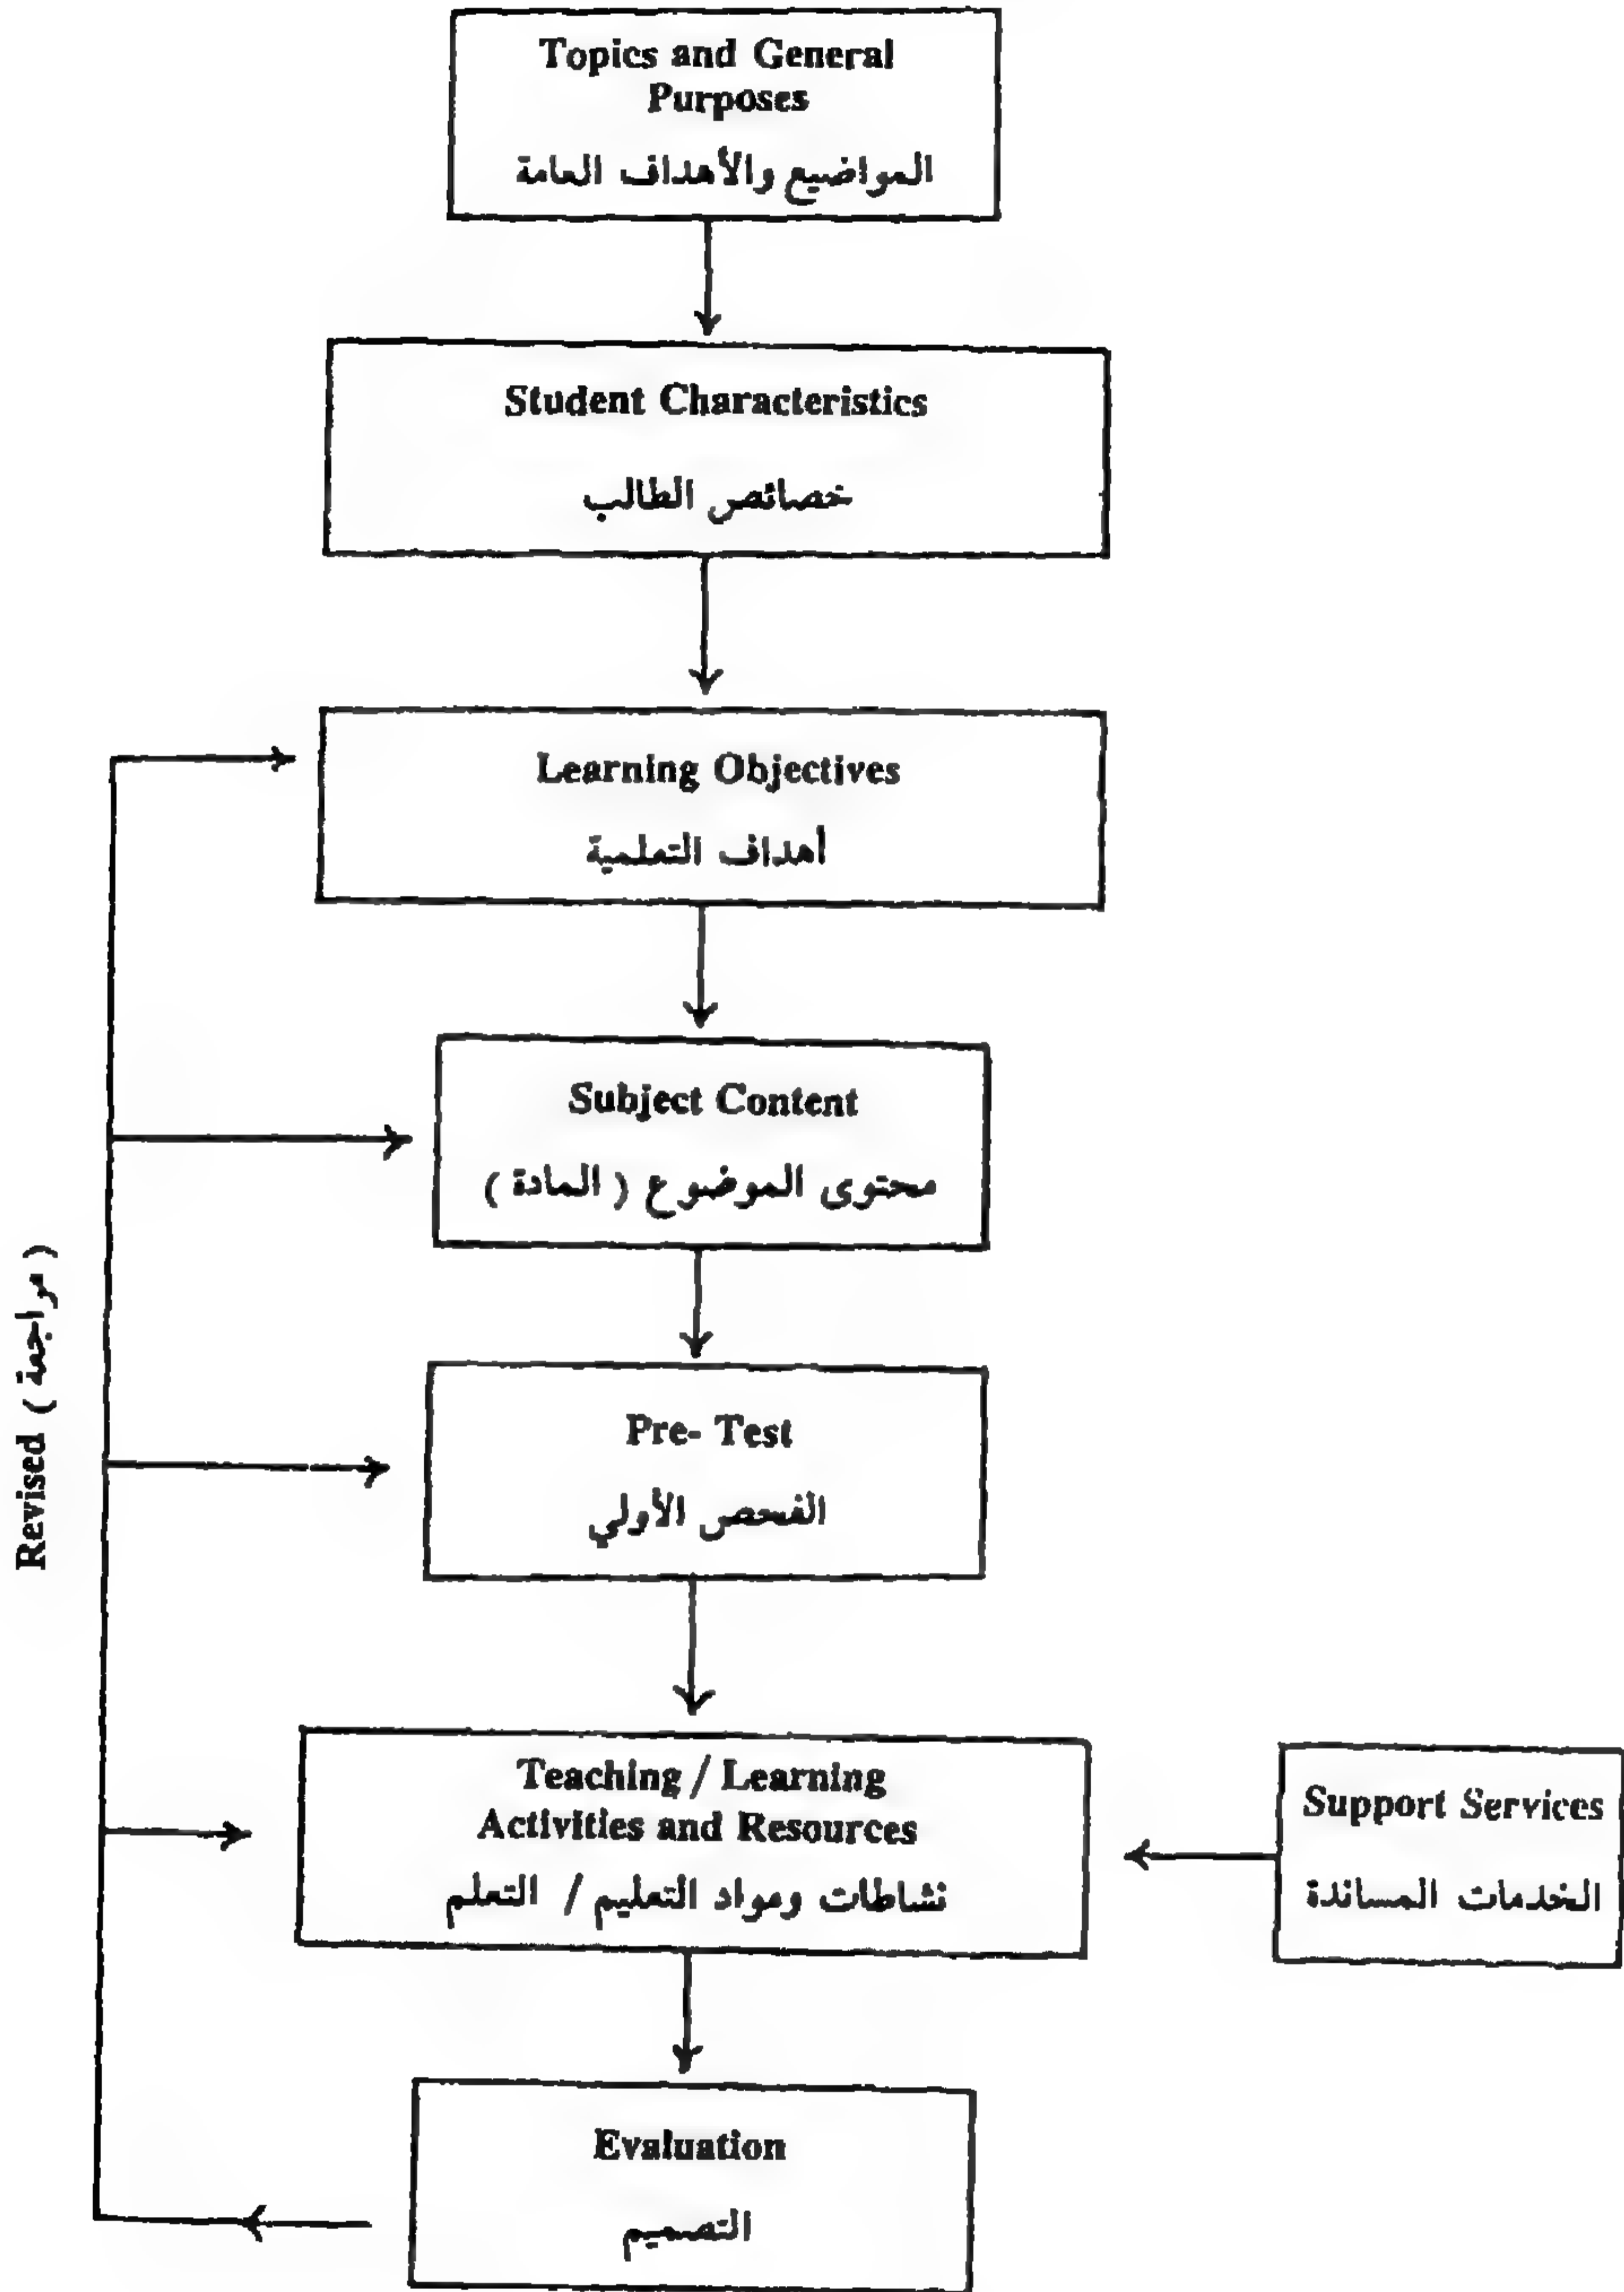 Topics and General
Purposes
المواضيع والأهداف العامة
Student Characteristics
خصائص الطالب
Learning Objectives
أهداف التعلمية
Subject Content
محتوى الموضوع ( المادة )
Revised ( مراجعة )
Pre- Test
الفحص الأولي
Teaching / Learning
Activities and Resources
نشاطات ومواد التعليم / التعلم
Support Services
الخدمات المساندة
Evaluation
التصميم